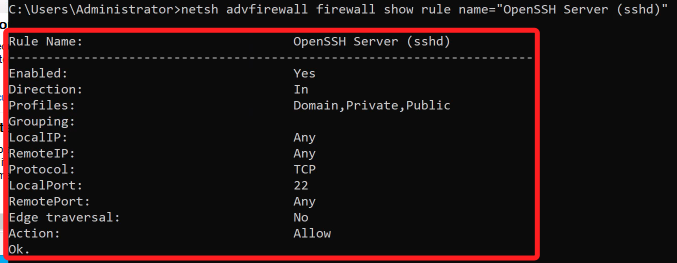 C:\Users\Administrator>netsh advfirewall firewall show rule name="OpenSSH Server (sshd)"
Rule Name: OpenSSH Server (sshd)
----------------------------------------------------------------------
Enabled: Yes
Direction: In
Profiles: Domain,Private,Public
Grouping:
LocalIP: Any
RemoteIP: Any
Protocol: TCP
LocalPort: 22
RemotePort: Any
Edge traversal: No
Action: Allow
Ok.